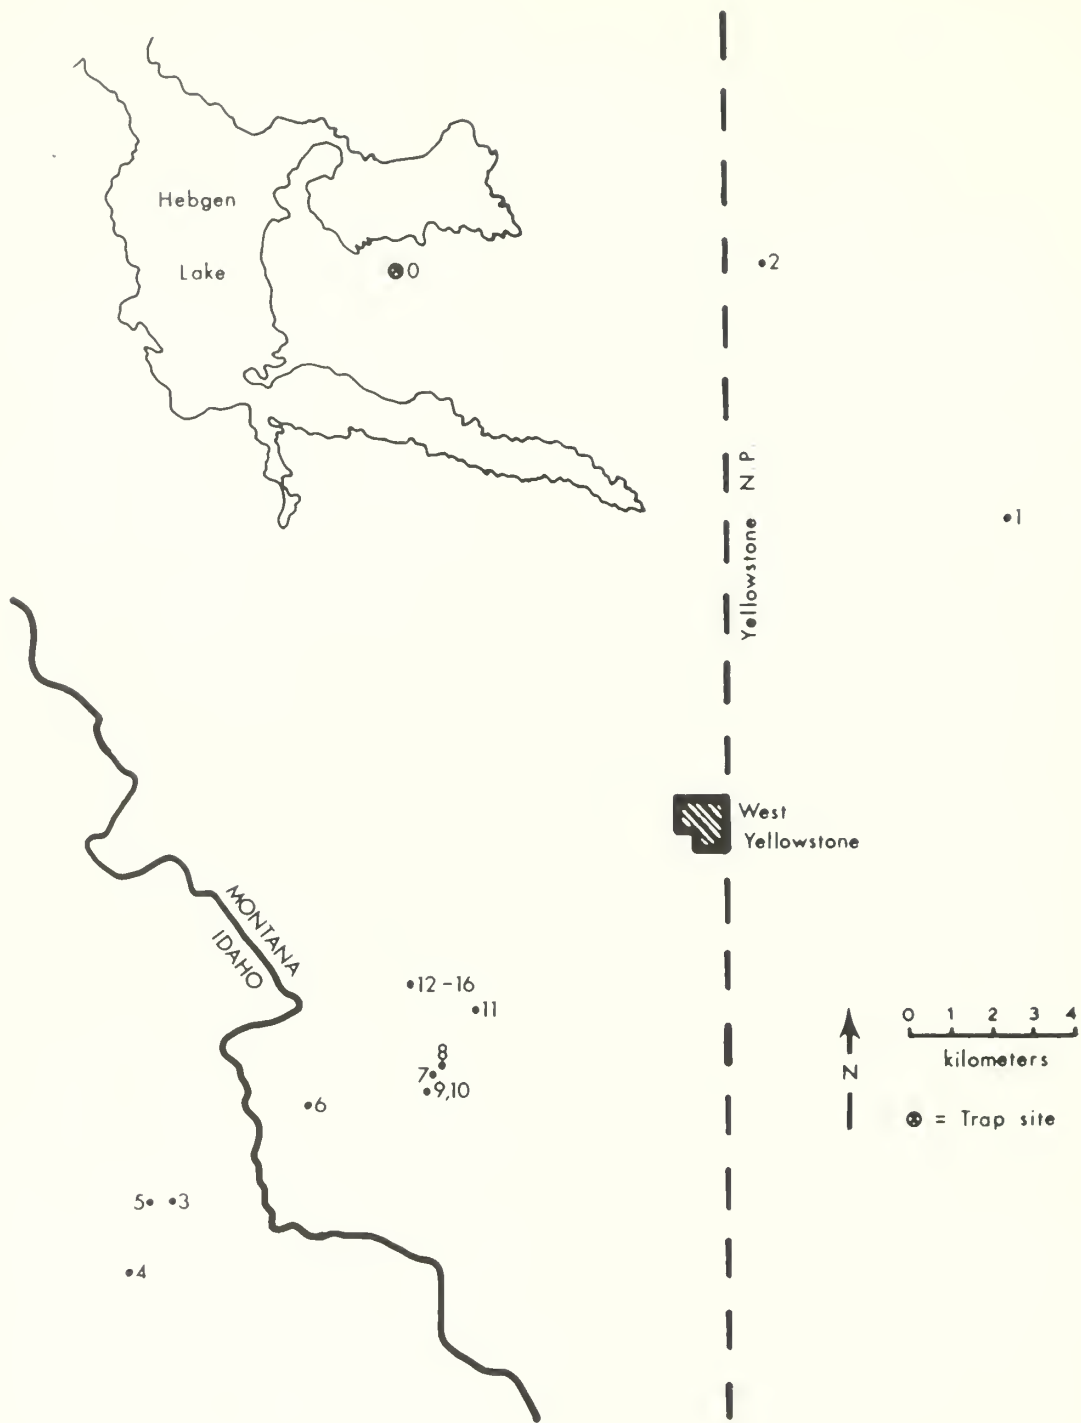 Hebgen
Lake
0
2
Yellowstone N.P.
1
West
Yellowstone
MONTANA
IDAHO
12-16
11
8
7
9,10
6
5 3
4
0 1 2 3 4
kilometers
N
= Trap site